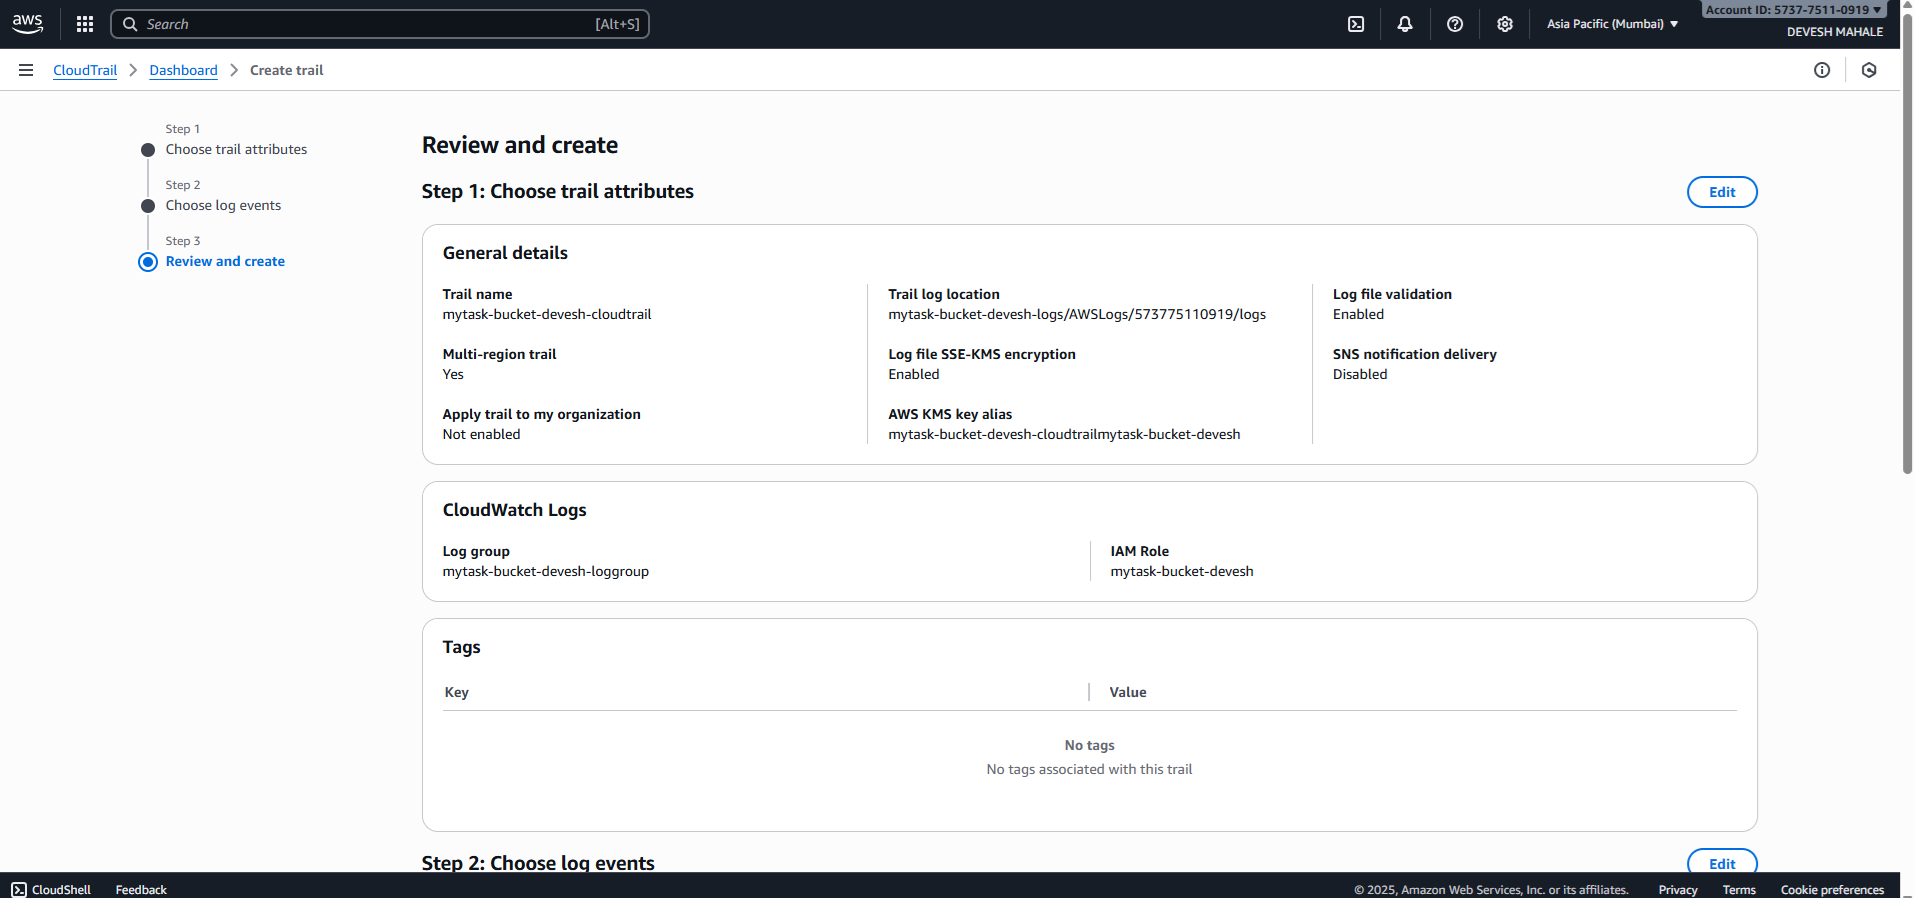 aws
Search [Alt+S]
Asia Pacific (Mumbai)
Account ID: 5737-7511-0919
DEVESH MAHALE
CloudTrail Dashboard Create trail
Step 1
Choose trail attributes
Step 2
Choose log events
Step 3
Review and create
Review and create
Step 1: Choose trail attributes
Edit
General details
Trail name
mytask-bucket-devesh-cloudtrail
Multi-region trail
Yes
Apply trail to my organization
Not enabled
Trail log location
mytask-bucket-devesh-logs/AWSLogs/573775110919/logs
Log file SSE-KMS encryption
Enabled
AWS KMS key alias
mytask-bucket-devesh-cloudtrailmytask-bucket-devesh
Log file validation
Enabled
SNS notification delivery
Disabled
CloudWatch Logs
Log group
mytask-bucket-devesh-loggroup
IAM Role
mytask-bucket-devesh
Tags
Key Value
No tags
No tags associated with this trail
Step 2: Choose log events
Edit
CloudShell Feedback © 2025, Amazon Web Services, Inc. or its affiliates. Privacy Terms Cookie preferences